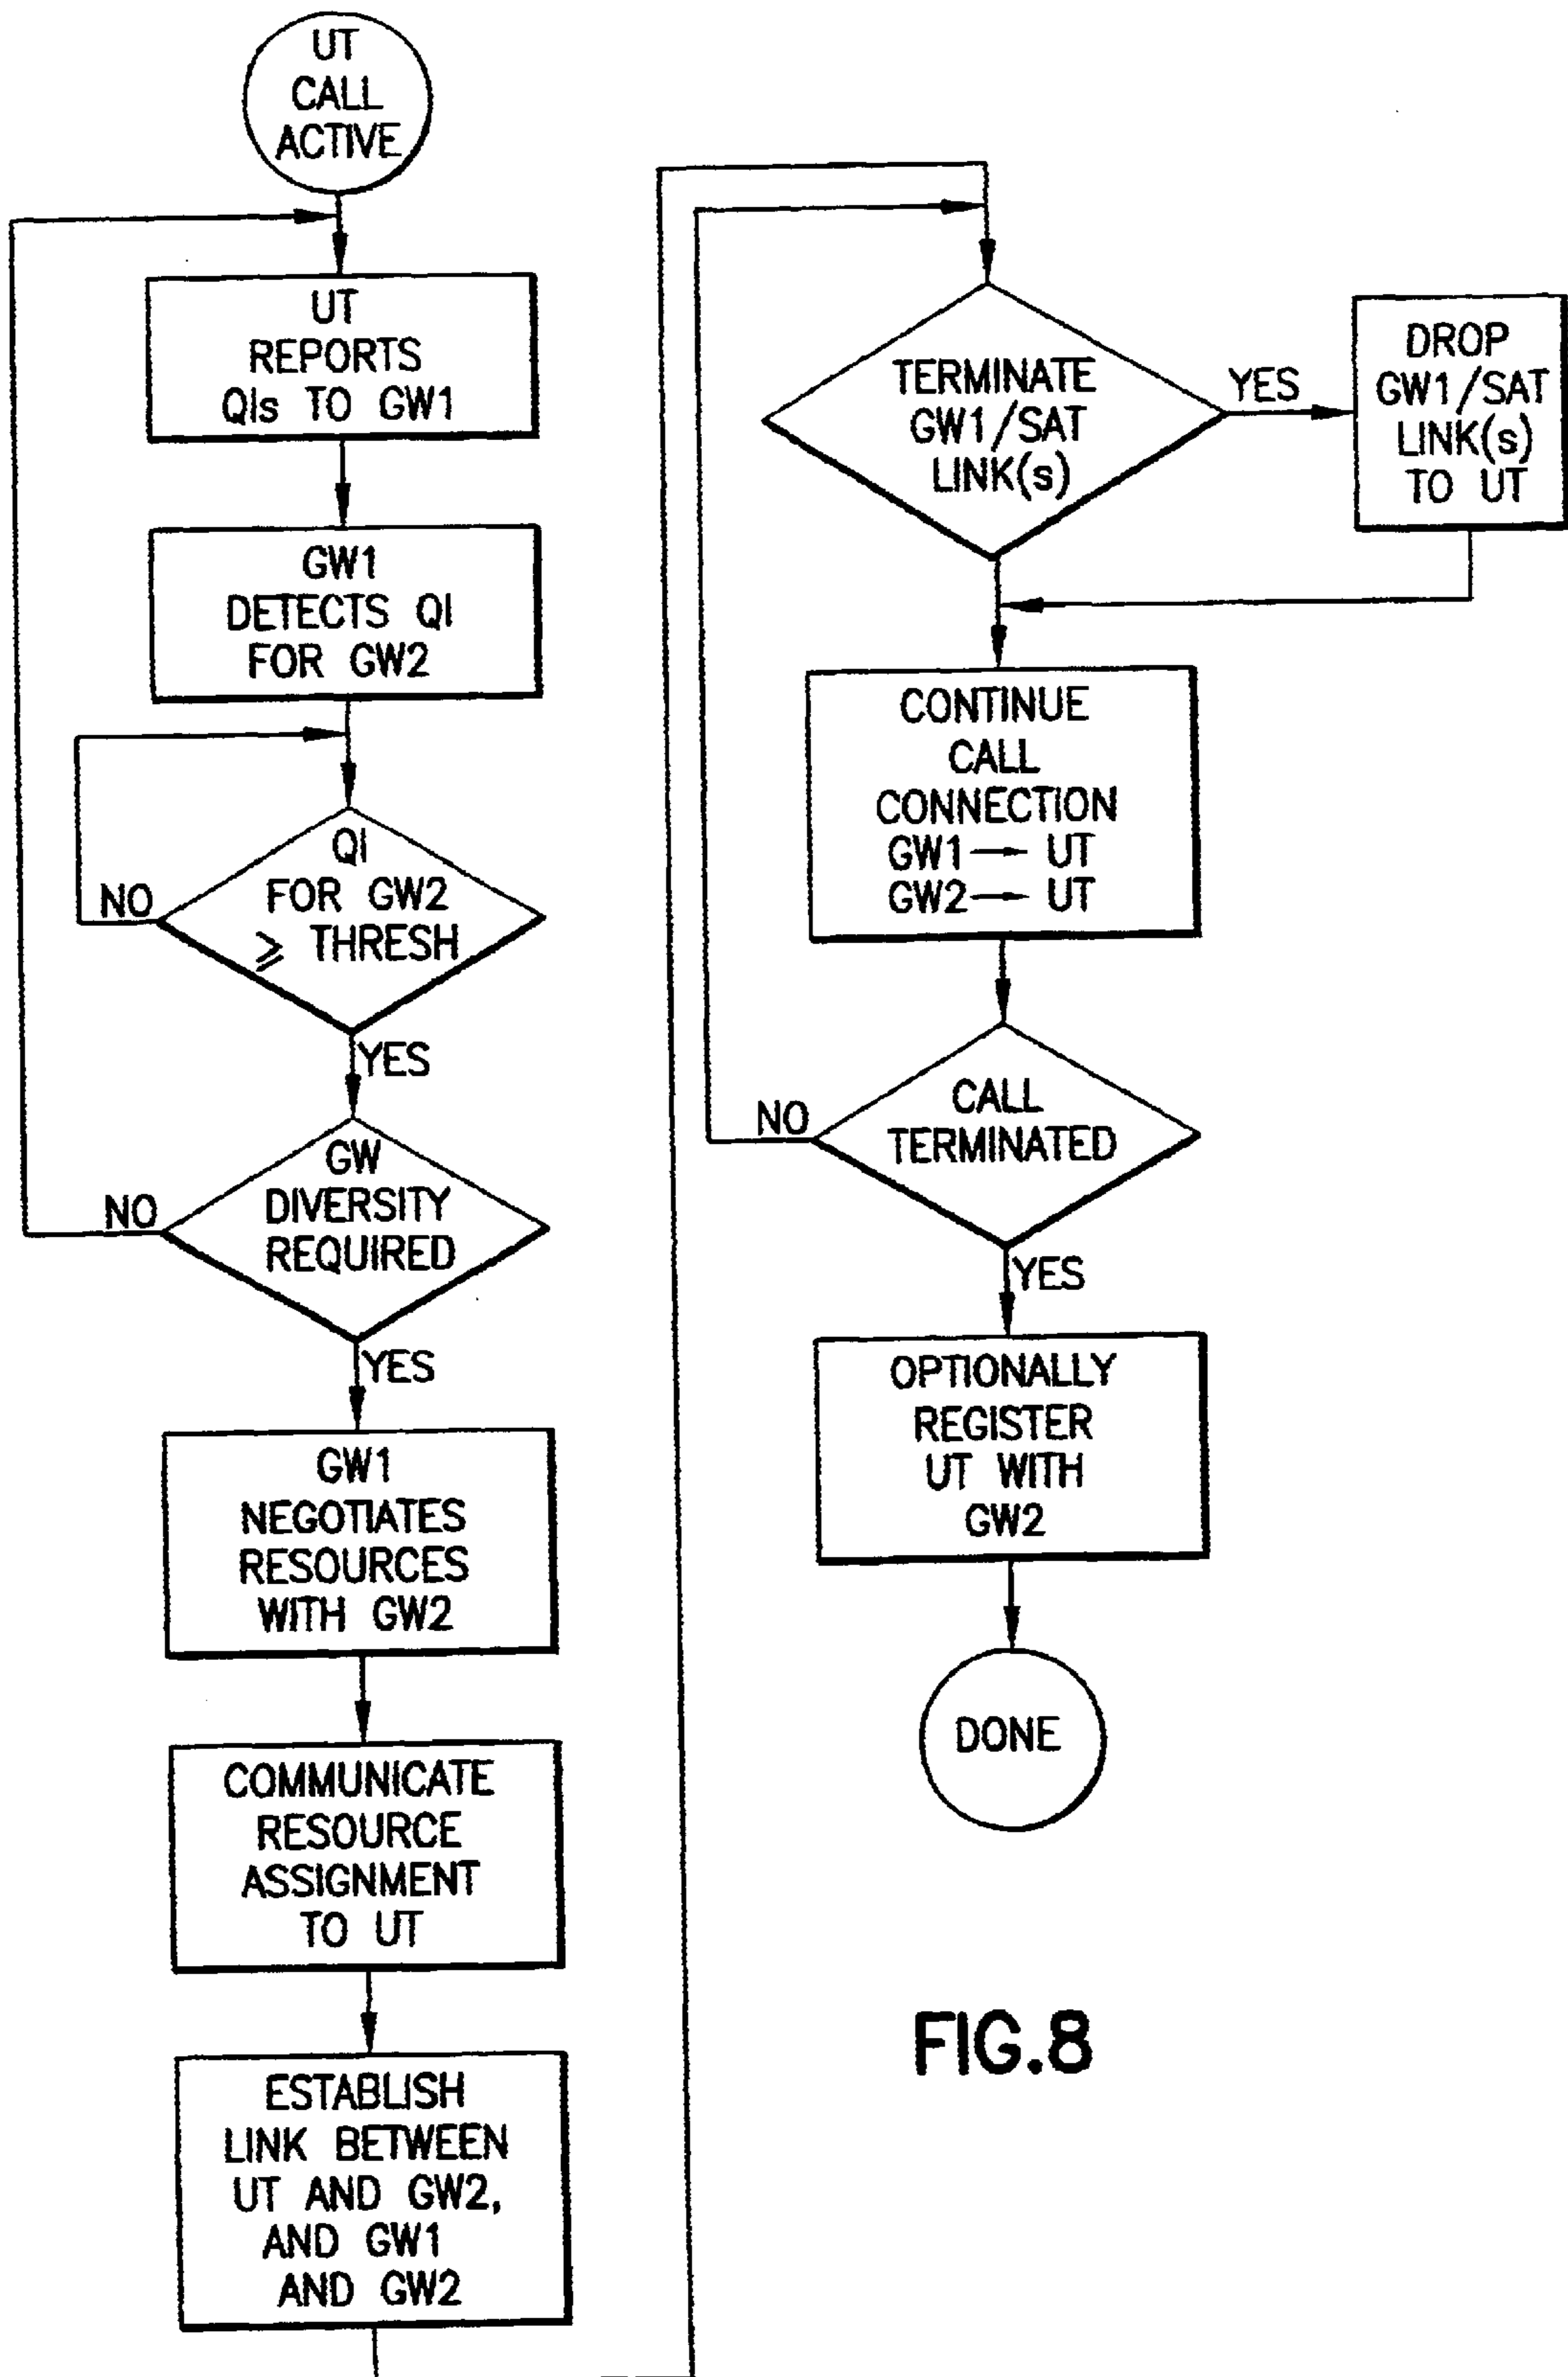 UT
CALL
ACTIVE
UT
REPORTS
QIs TO GW1
GW1
DETECTS QI
FOR GW2
QI
FOR GW2
≥ THRESH
NO
YES
GW
DIVERSITY
REQUIRED
NO
YES
GW1
NEGOTIATES
RESOURCES
WITH GW2
COMMUNICATE
RESOURCE
ASSIGNMENT
TO UT
ESTABLISH
LINK BETWEEN
UT AND GW2,
AND GW1
AND GW2
TERMINATE
GW1/SAT
LINK(s)
YES
DROP
GW1/SAT
LINK(s)
TO UT
CONTINUE
CALL
CONNECTION
GW1 → UT
GW2 → UT
CALL
TERMINATED
NO
YES
OPTIONALLY
REGISTER
UT WITH
GW2
DONE
FIG.8